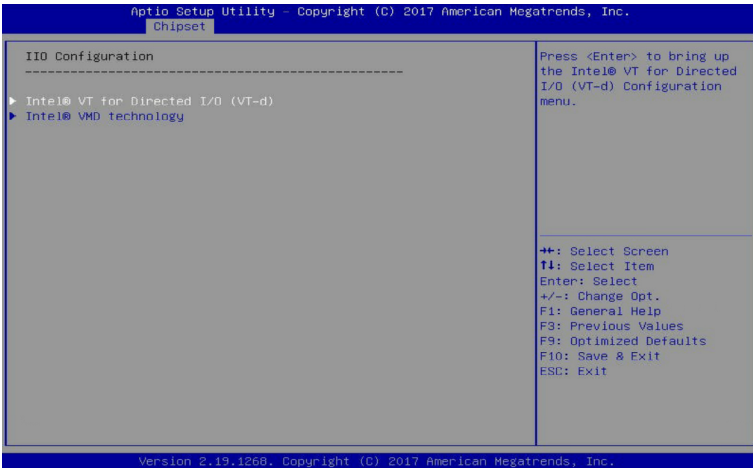 Aptio Setup Utility – Copyright (C) 2017 American Megatrends, Inc.
Chipset
IIO Configuration
--------------------------------------------------
Intel® VT for Directed I/O (VT-d)
Intel® VMD technology
Press <Enter> to bring up
the Intel® VT for Directed
I/O (VT-d) Configuration
menu.
→←: Select Screen
↑↓: Select Item
Enter: Select
+/-: Change Opt.
F1: General Help
F3: Previous Values
F9: Optimized Defaults
F10: Save & Exit
ESC: Exit
Version 2.19.1268. Copyright (C) 2017 American Megatrends, Inc.